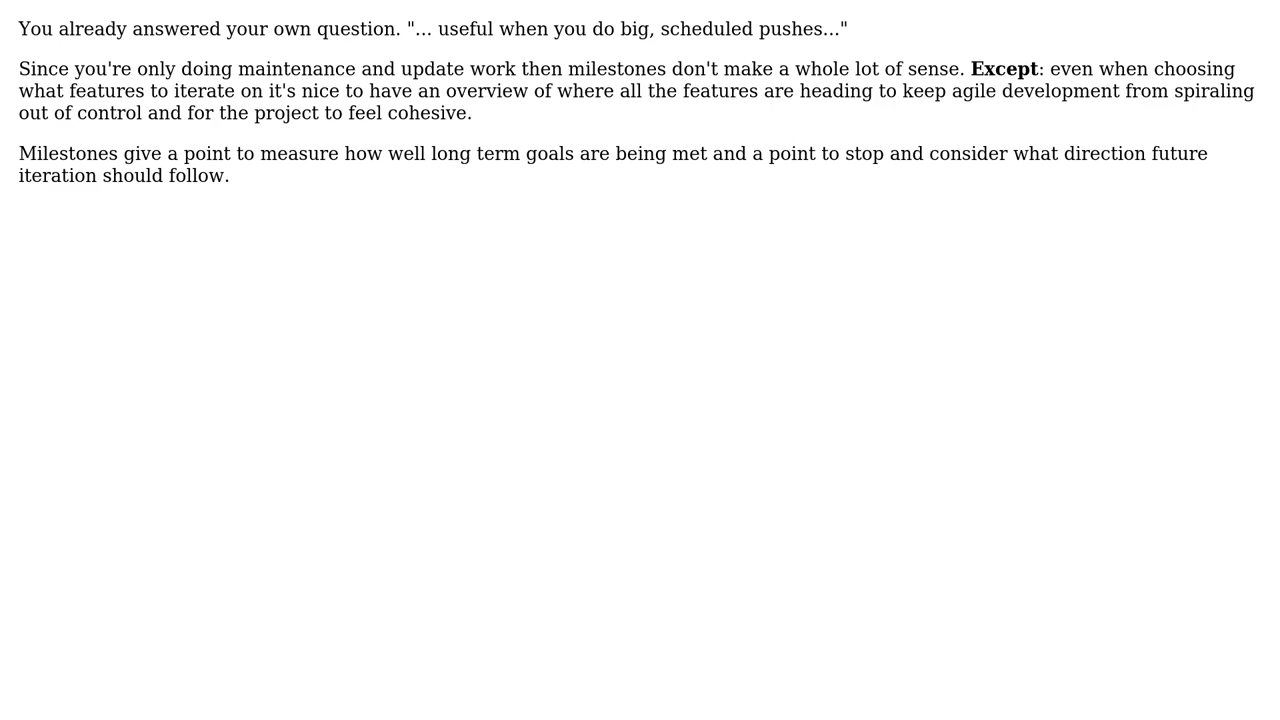 You already answered your own question. "... useful when you do big, scheduled pushes..."
Since you're only doing maintenance and update work then milestones don't make a whole lot of sense. Except: even when choosing
what features to iterate on it's nice to have an overview of where all the features are heading to keep agile development from spiraling
out of control and for the project to feel cohesive.
Milestones give a point to measure how well long term goals are being met and a point to stop and consider what direction future
iteration should follow.